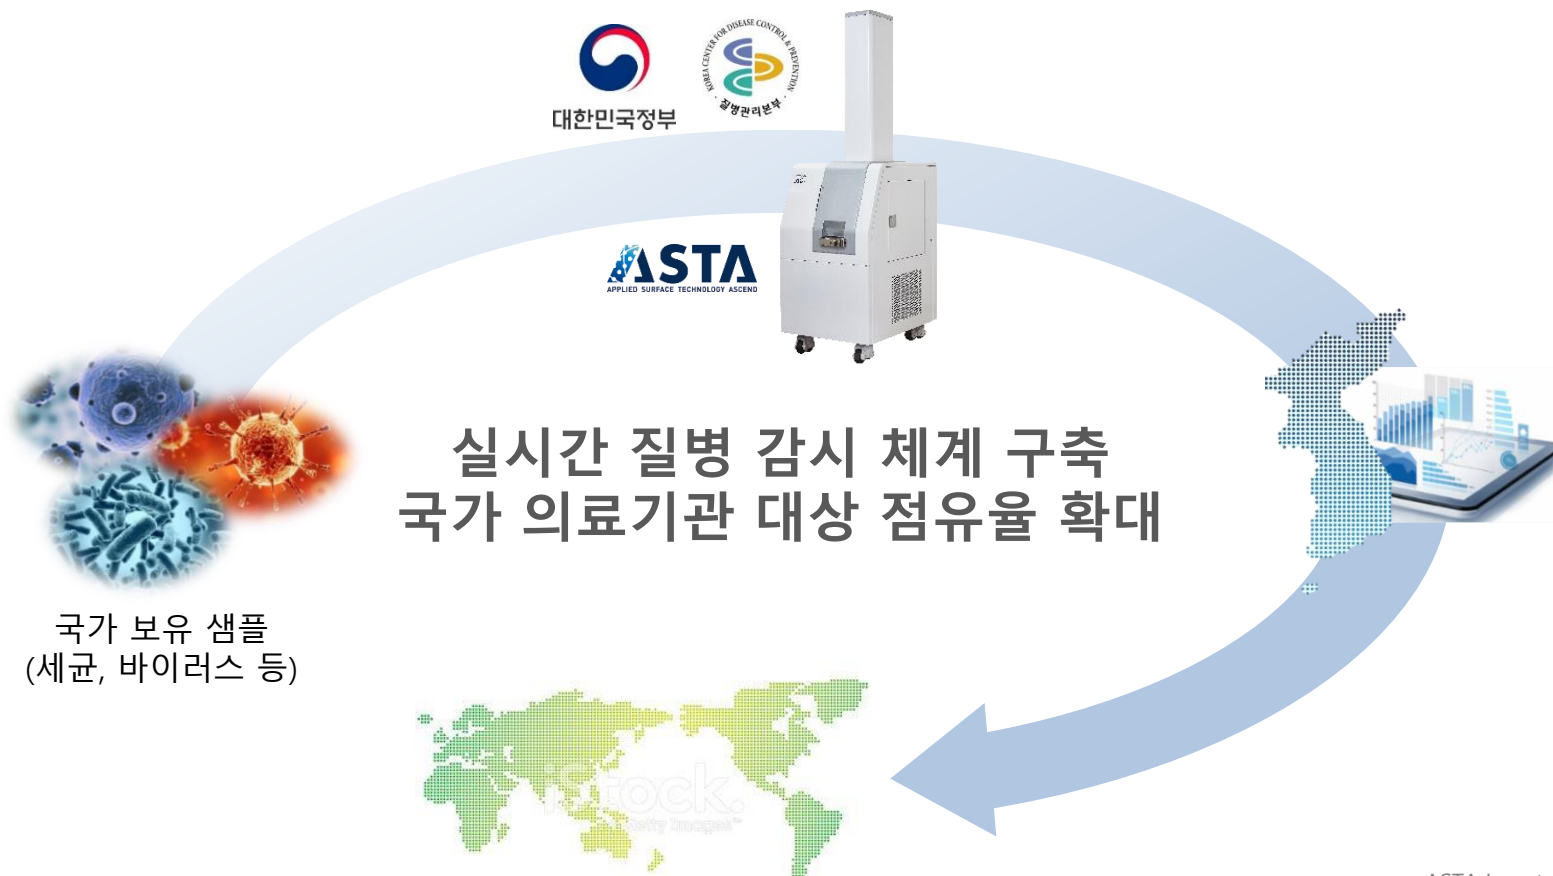 KOREA CENTER FOR DISEASE CONTROL & PREVENTION
· 질병관리본부 ·
대한민국정부
ASTA
APPLIED SURFACE TECHNOLOGY ASCEND
실시간 질병 감시 체계 구축
국가 의료기관 대상 점유율 확대
국가 보유 샘플
(세균, 바이러스 등)
iStock.
Getty Images™